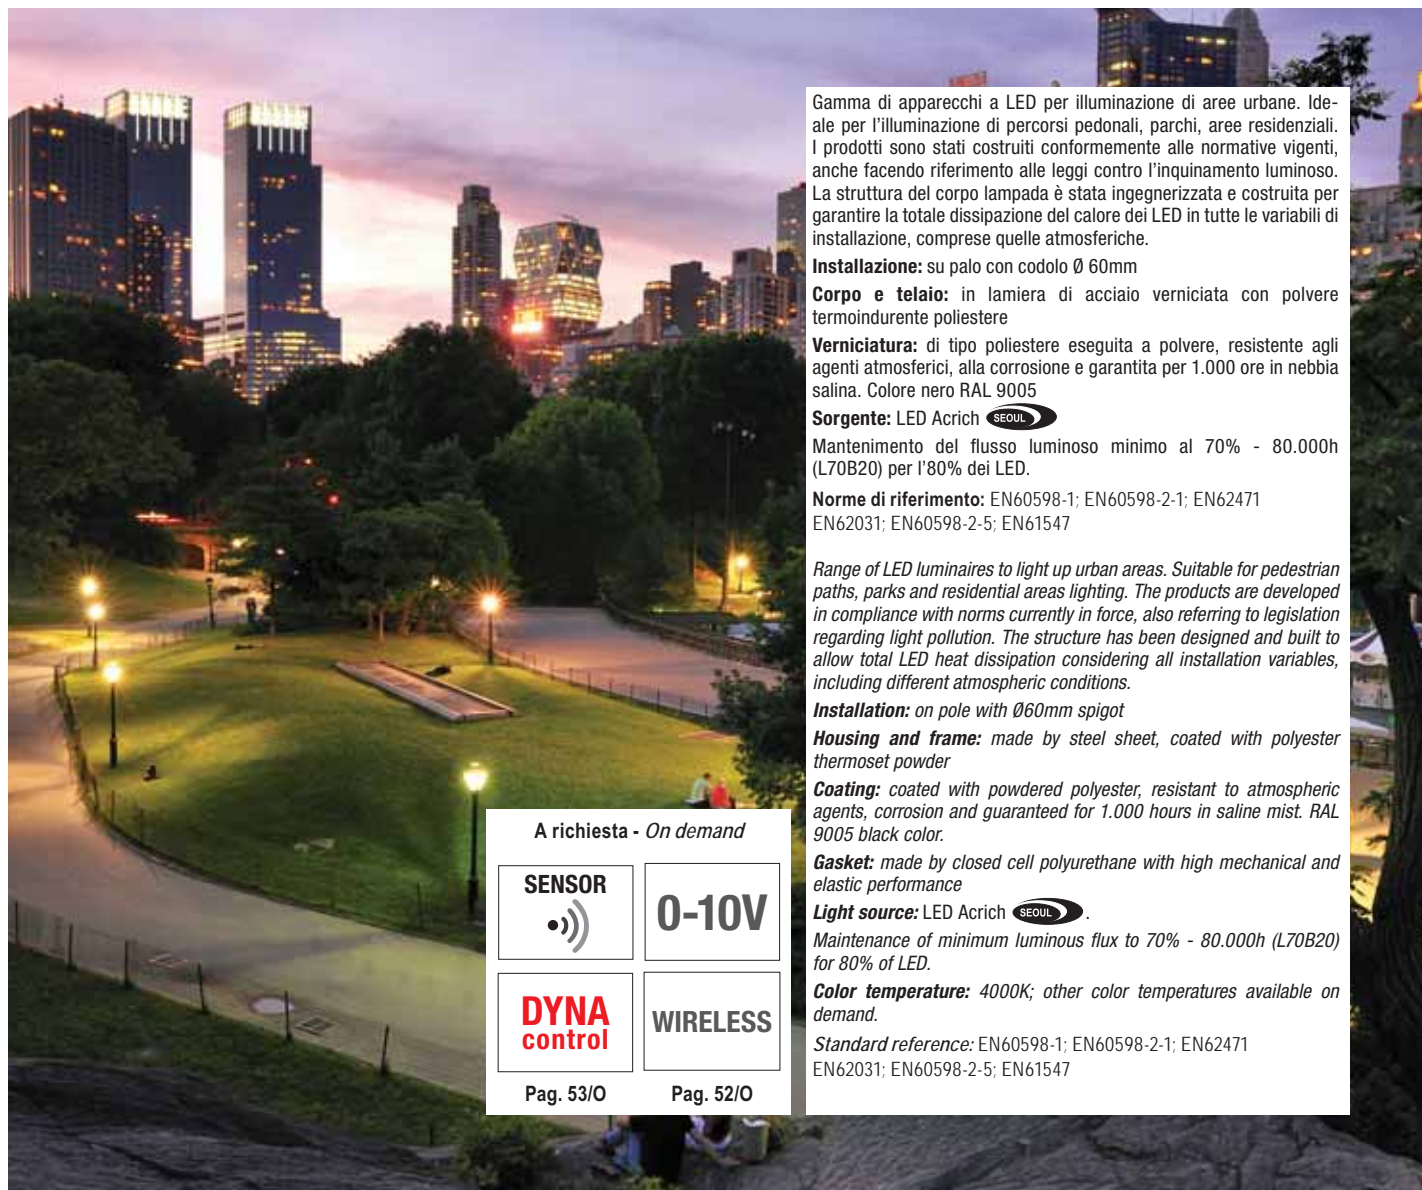 Gamma di apparecchi a LED per illuminazione di aree urbane. Ide-
ale per l'illuminazione di percorsi pedonali, parchi, aree residenziali.
I prodotti sono stati costruiti conformemente alle normative vigenti,
anche facendo riferimento alle leggi contro l'inquinamento luminoso.
La struttura del corpo lampada è stata ingegnerizzata e costruita per
garantire la totale dissipazione del calore dei LED in tutte le variabili di
installazione, comprese quelle atmosferiche.
Installazione: su palo con codolo Ø 60mm
Corpo e telaio: in lamiera di acciaio verniciata con polvere
termoindurente poliestere
Verniciatura: di tipo poliestere eseguita a polvere, resistente agli
agenti atmosferici, alla corrosione e garantita per 1.000 ore in nebbia
salina. Colore nero RAL 9005
Sorgente: LED Acrich SEOUL
Mantenimento del flusso luminoso minimo al 70% - 80.000h
(L70B20) per l'80% dei LED.
Norme di riferimento: EN60598-1; EN60598-2-1; EN62471
EN62031; EN60598-2-5; EN61547
Range of LED luminaires to light up urban areas. Suitable for pedestrian
paths, parks and residential areas lighting. The products are developed
in compliance with norms currently in force, also referring to legislation
regarding light pollution. The structure has been designed and built to
allow total LED heat dissipation considering all installation variables,
including different atmospheric conditions.
Installation: on pole with Ø60mm spigot
Housing and frame: made by steel sheet, coated with polyester
thermoset powder
Coating: coated with powdered polyester, resistant to atmospheric
agents, corrosion and guaranteed for 1.000 hours in saline mist. RAL
9005 black color.
Gasket: made by closed cell polyurethane with high mechanical and
elastic performance
Light source: LED Acrich SEOUL .
Maintenance of minimum luminous flux to 70% - 80.000h (L70B20)
for 80% of LED.
Color temperature: 4000K; other color temperatures available on
demand.
Standard reference: EN60598-1; EN60598-2-1; EN62471
EN62031; EN60598-2-5; EN61547
A richiesta - On demand
SENSOR
0-10V
DYNA
control
WIRELESS
Pag. 53/O
Pag. 52/O